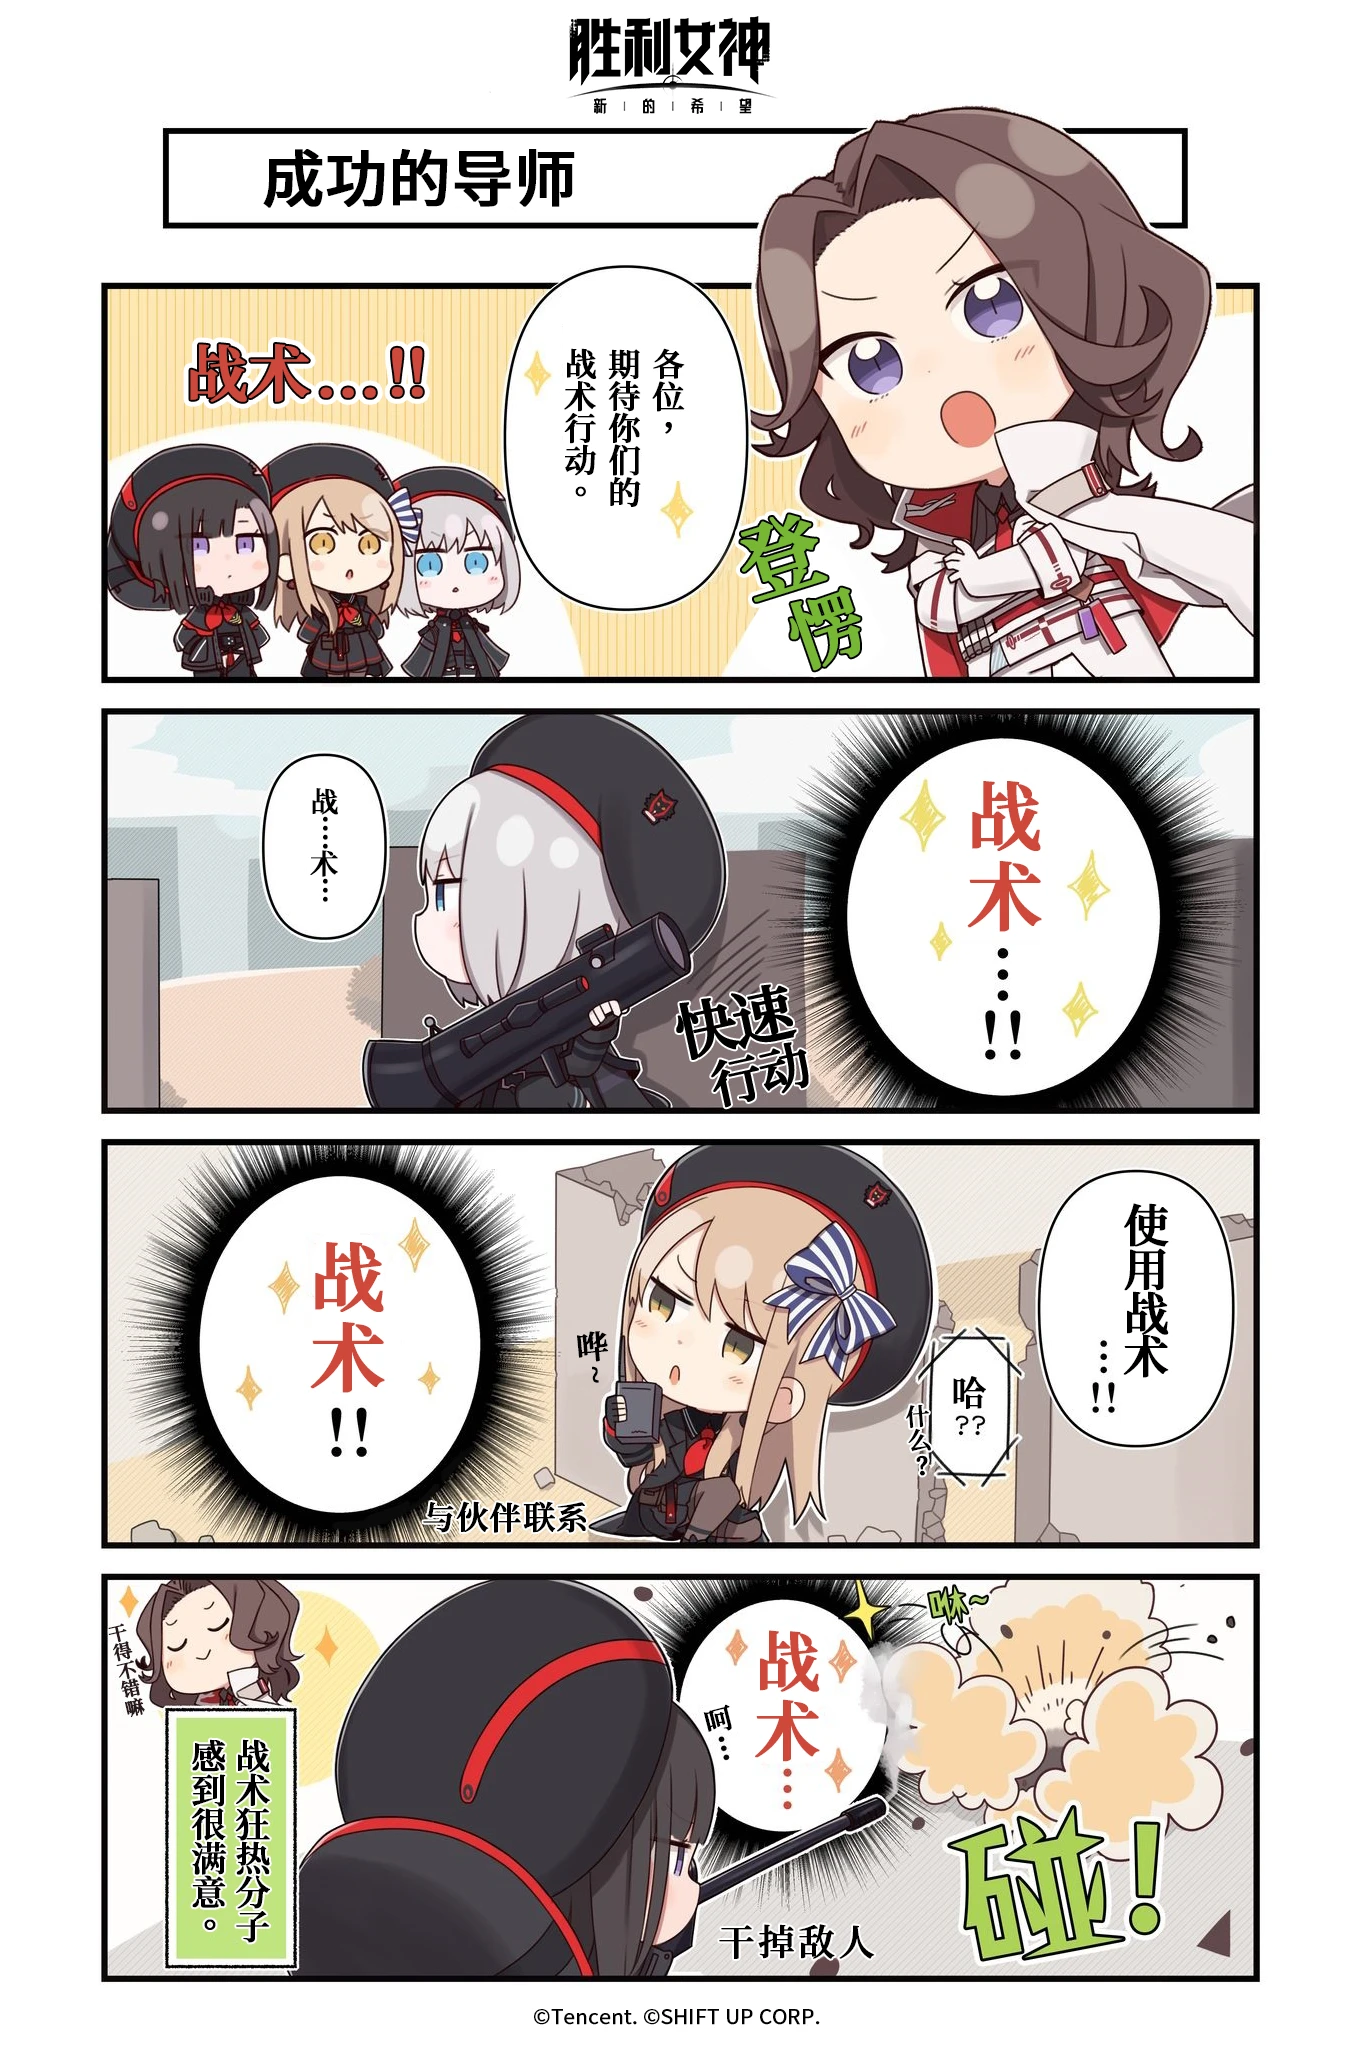 胜利女神
新|的|希|望
成功的导师
战术...!!
各位，
期待你们的
战术行动。
登
愣
战……术……
战术……!!
快速
行动
使用战术
…!!
哈
??
什么？
哗~
战术!!
与伙伴联系
干得不错嘛
战术狂热分子
感到很满意。
战术……
呵……
咻~
碰！
干掉敌人
©Tencent. ©SHIFT UP CORP.